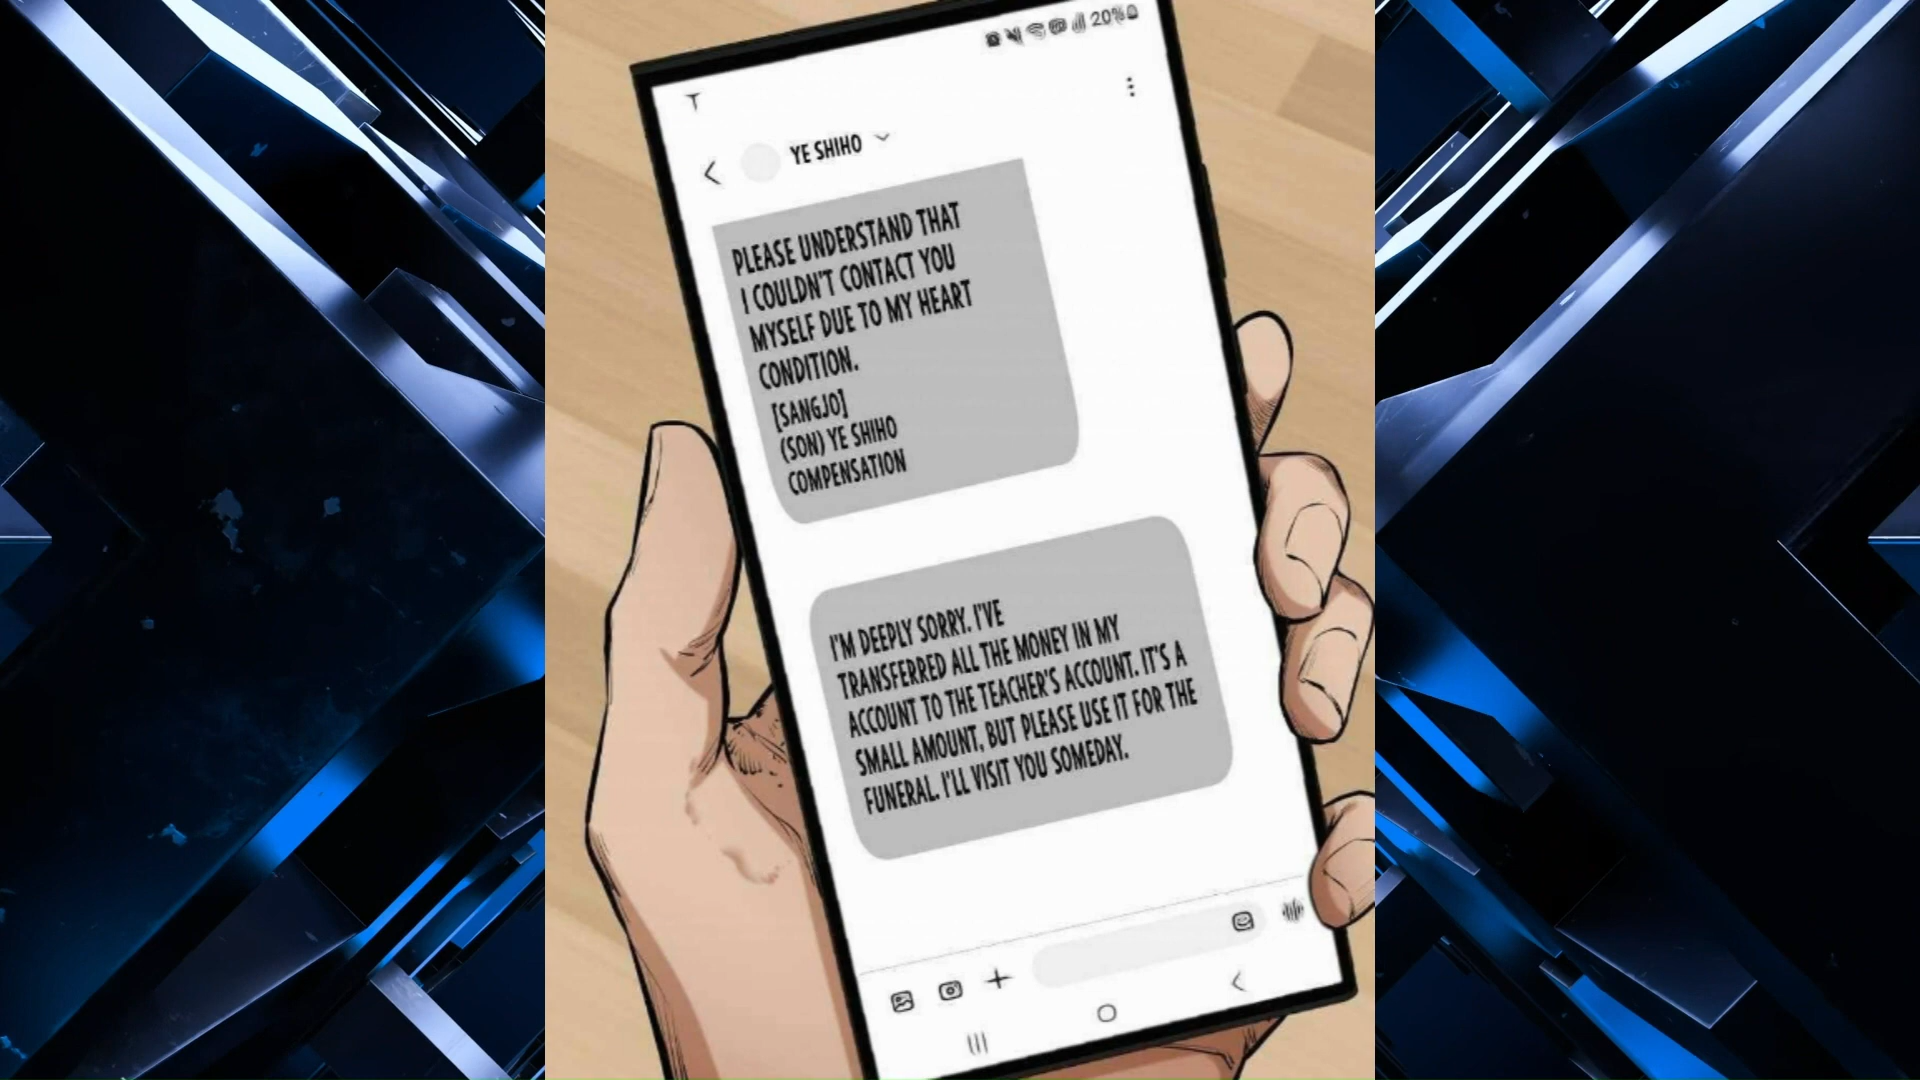 20%
YE SHIHO
PLEASE UNDERSTAND THAT
I COULDN'T CONTACT YOU
MYSELF DUE TO MY HEART
CONDITION.
[SANGJO]
(SON) YE SHIHO
COMPENSATION
I'M DEEPLY SORRY. I'VE
TRANSFERRED ALL THE MONEY IN MY
ACCOUNT TO THE TEACHER'S ACCOUNT. IT'S A
SMALL AMOUNT, BUT PLEASE USE IT FOR THE
FUNERAL. I'LL VISIT YOU SOMEDAY.